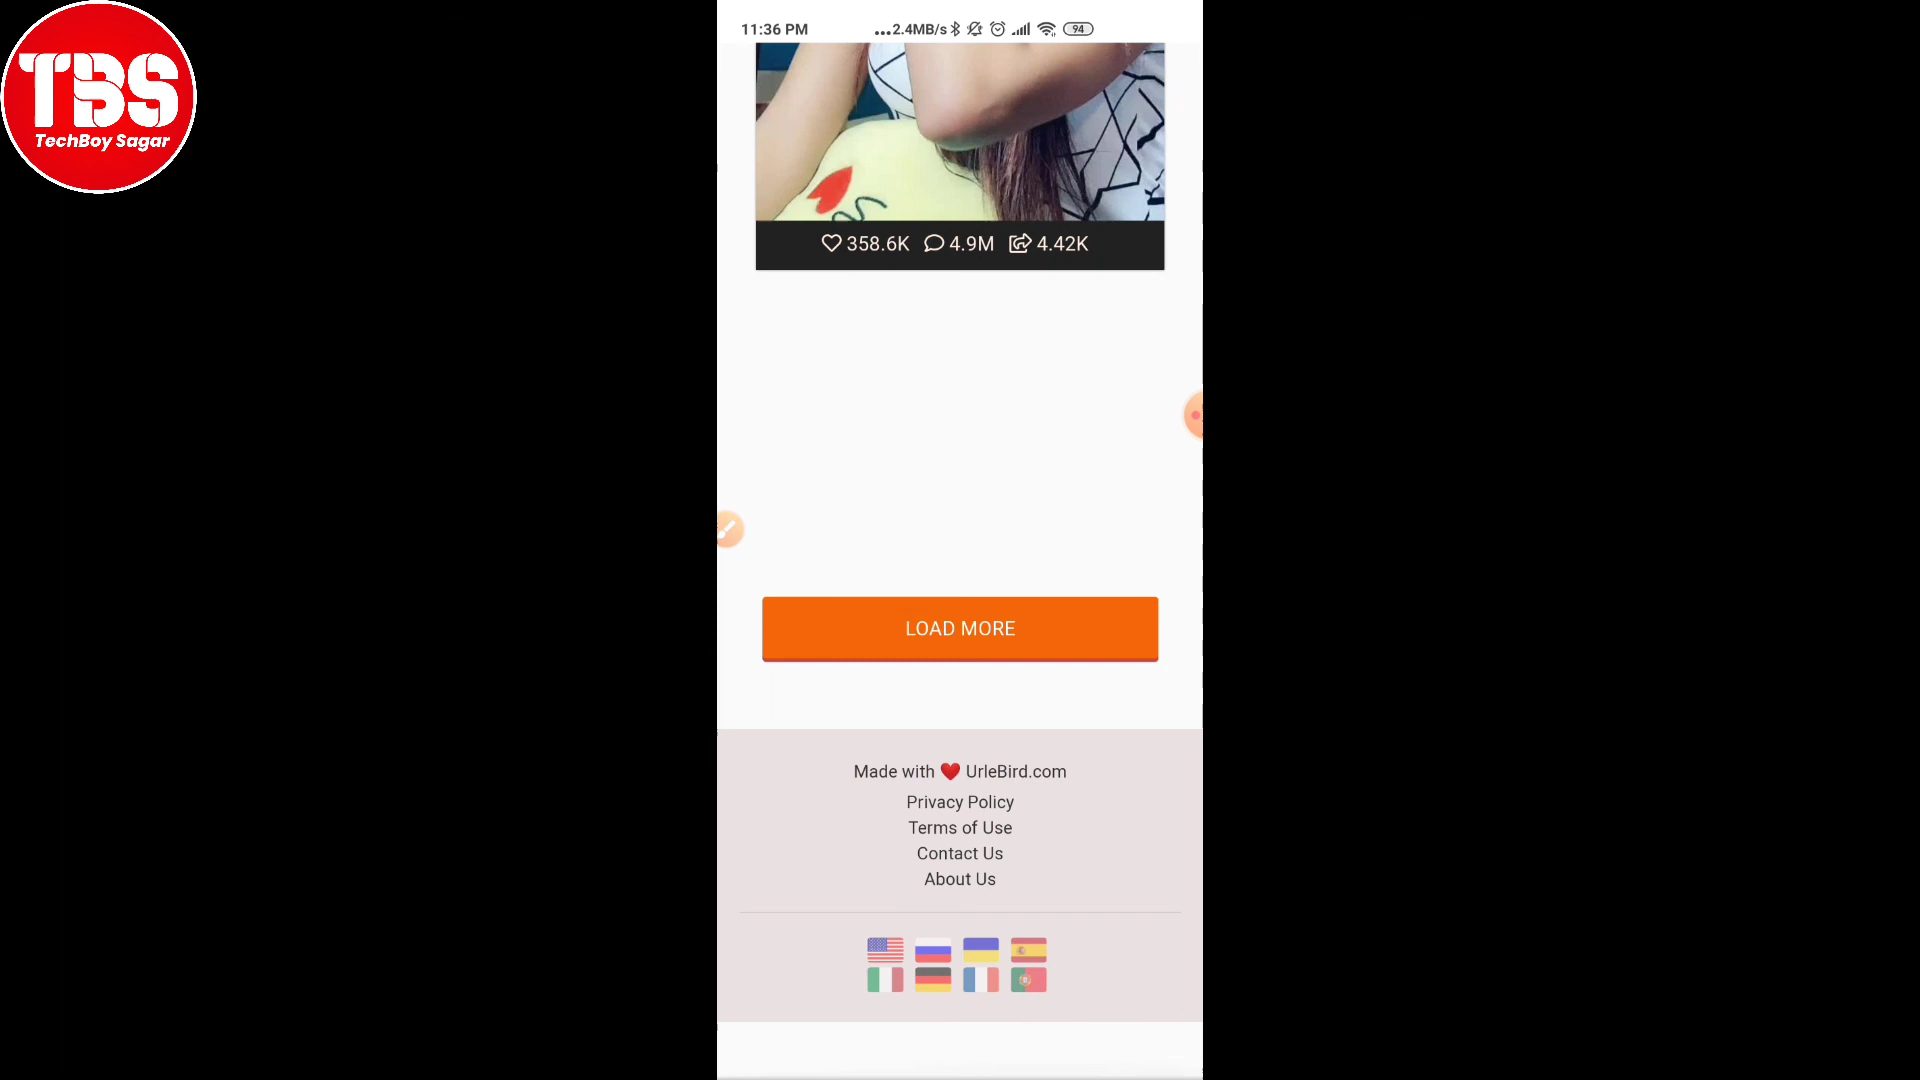 TBS
TechBoy Sagar
11:36 PM
...2.4MB/s
94
358.6K 4.9M 4.42K
LOAD MORE
Made with ❤️ UrleBird.com
Privacy Policy
Terms of Use
Contact Us
About Us